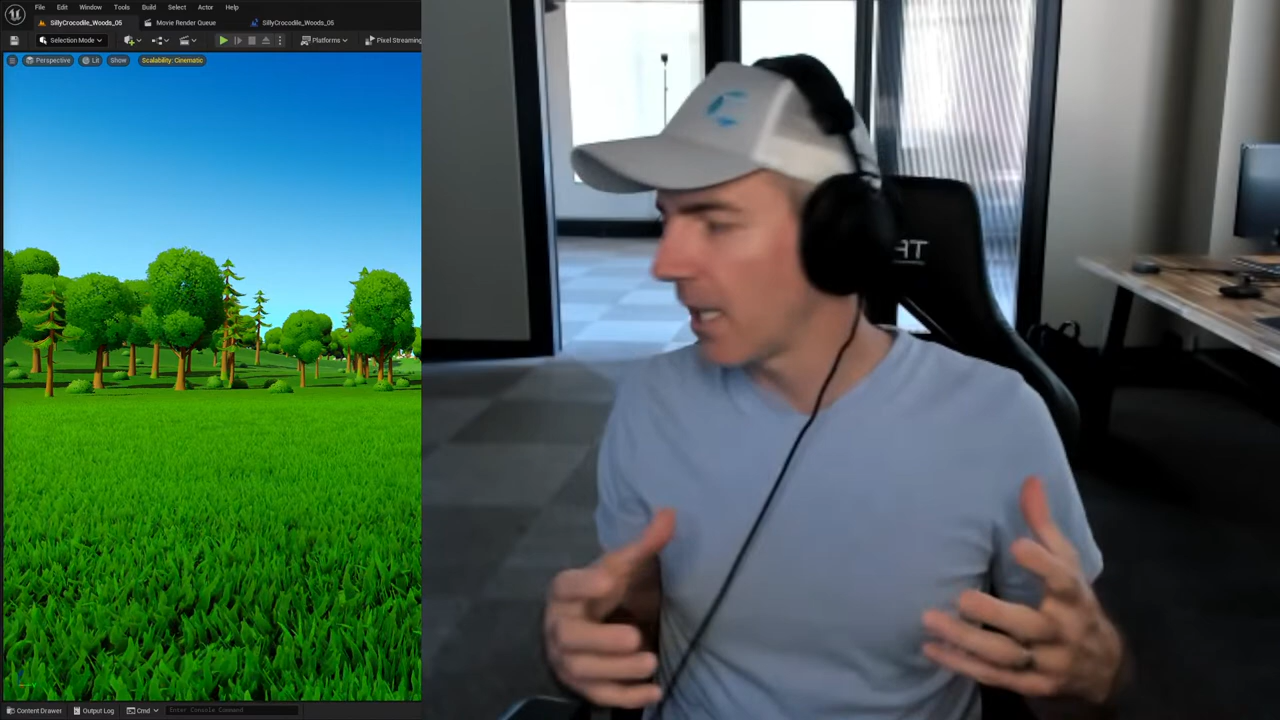 File Edit Window Tools Build Select Actor Help
SillyCrocodile_Woods_05 Movie Render Queue SillyCrocodile_Woods_05
Selection Mode Platforms Pixel Streaming
Perspective Lit Show Scalability: Cinematic
Content Drawer Output Log Cmd Enter Console Command